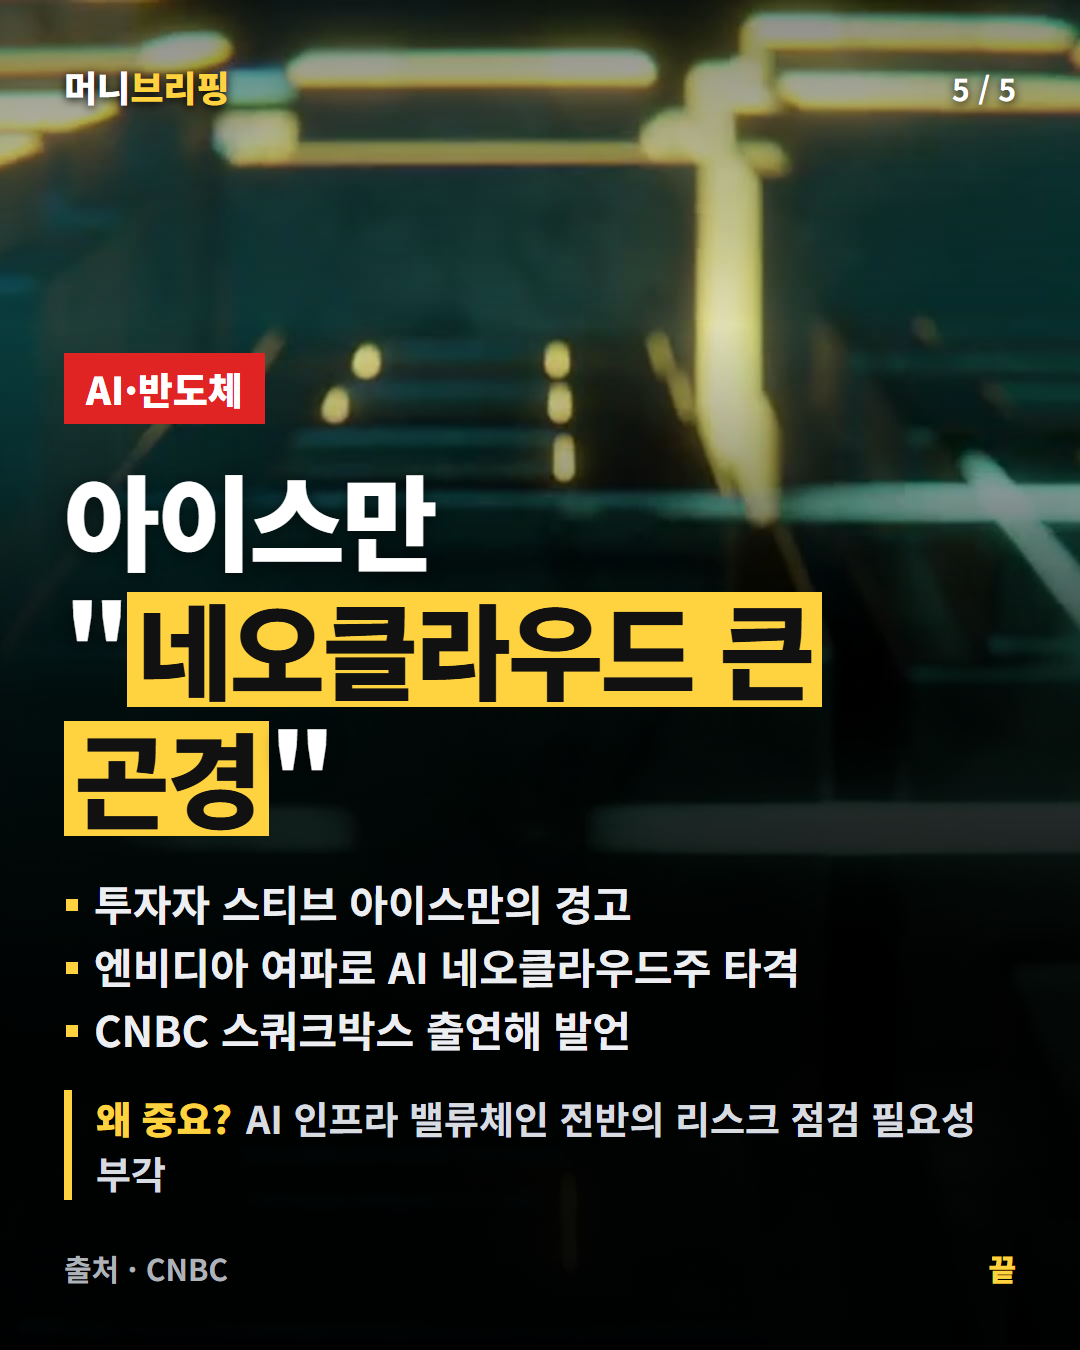 머니브리핑
5 / 5
AI·반도체
아이스만
"네오클라우드 큰
곤경"
투자자 스티브 아이스만의 경고
엔비디아 여파로 AI 네오클라우드주 타격
CNBC 스쿼크박스 출연해 발언
왜 중요? AI 인프라 밸류체인 전반의 리스크 점검 필요성
부각
출처 · CNBC
끝